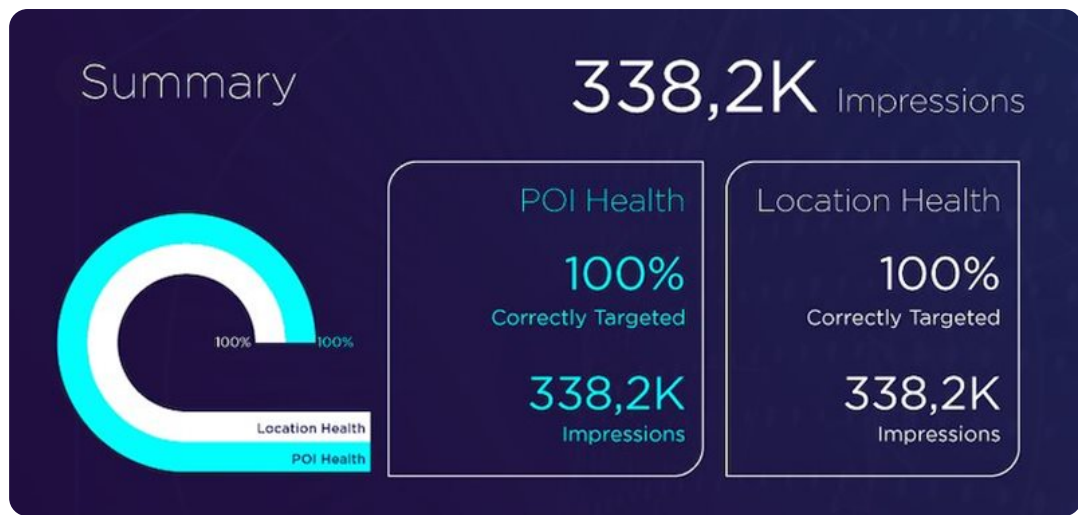 Summary
338,2K Impressions
POI Health
100%
Correctly Targeted
338,2K
Impressions
Location Health
100%
Correctly Targeted
338,2K
Impressions
100% 100%
Location Health
POI Health